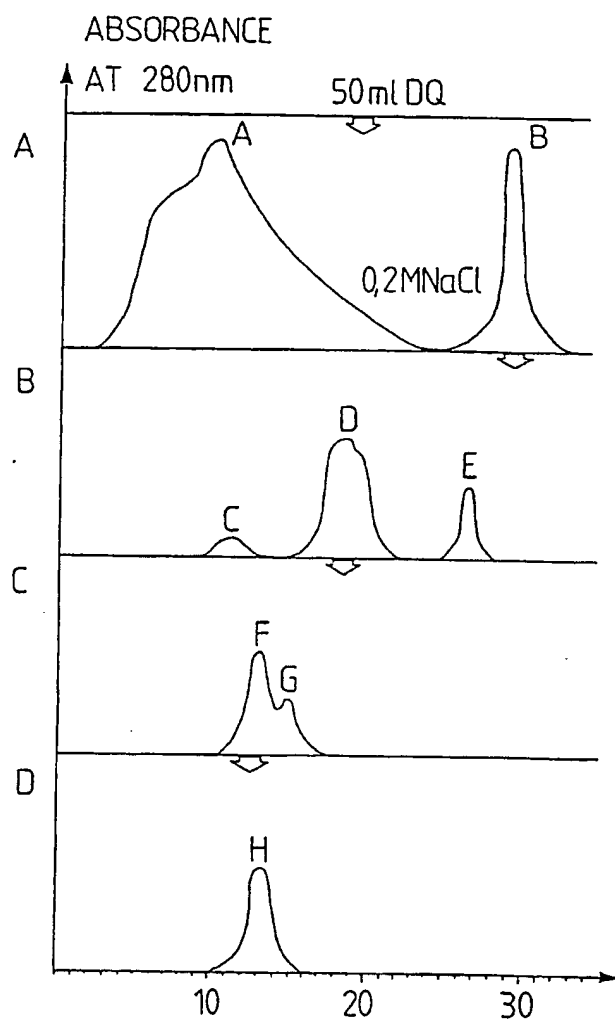 ABSORBANCE
AT 280nm
50ml DQ
A
A
B
0,2MNaCl
B
C
D
E
C
F
G
D
H
10 20 30